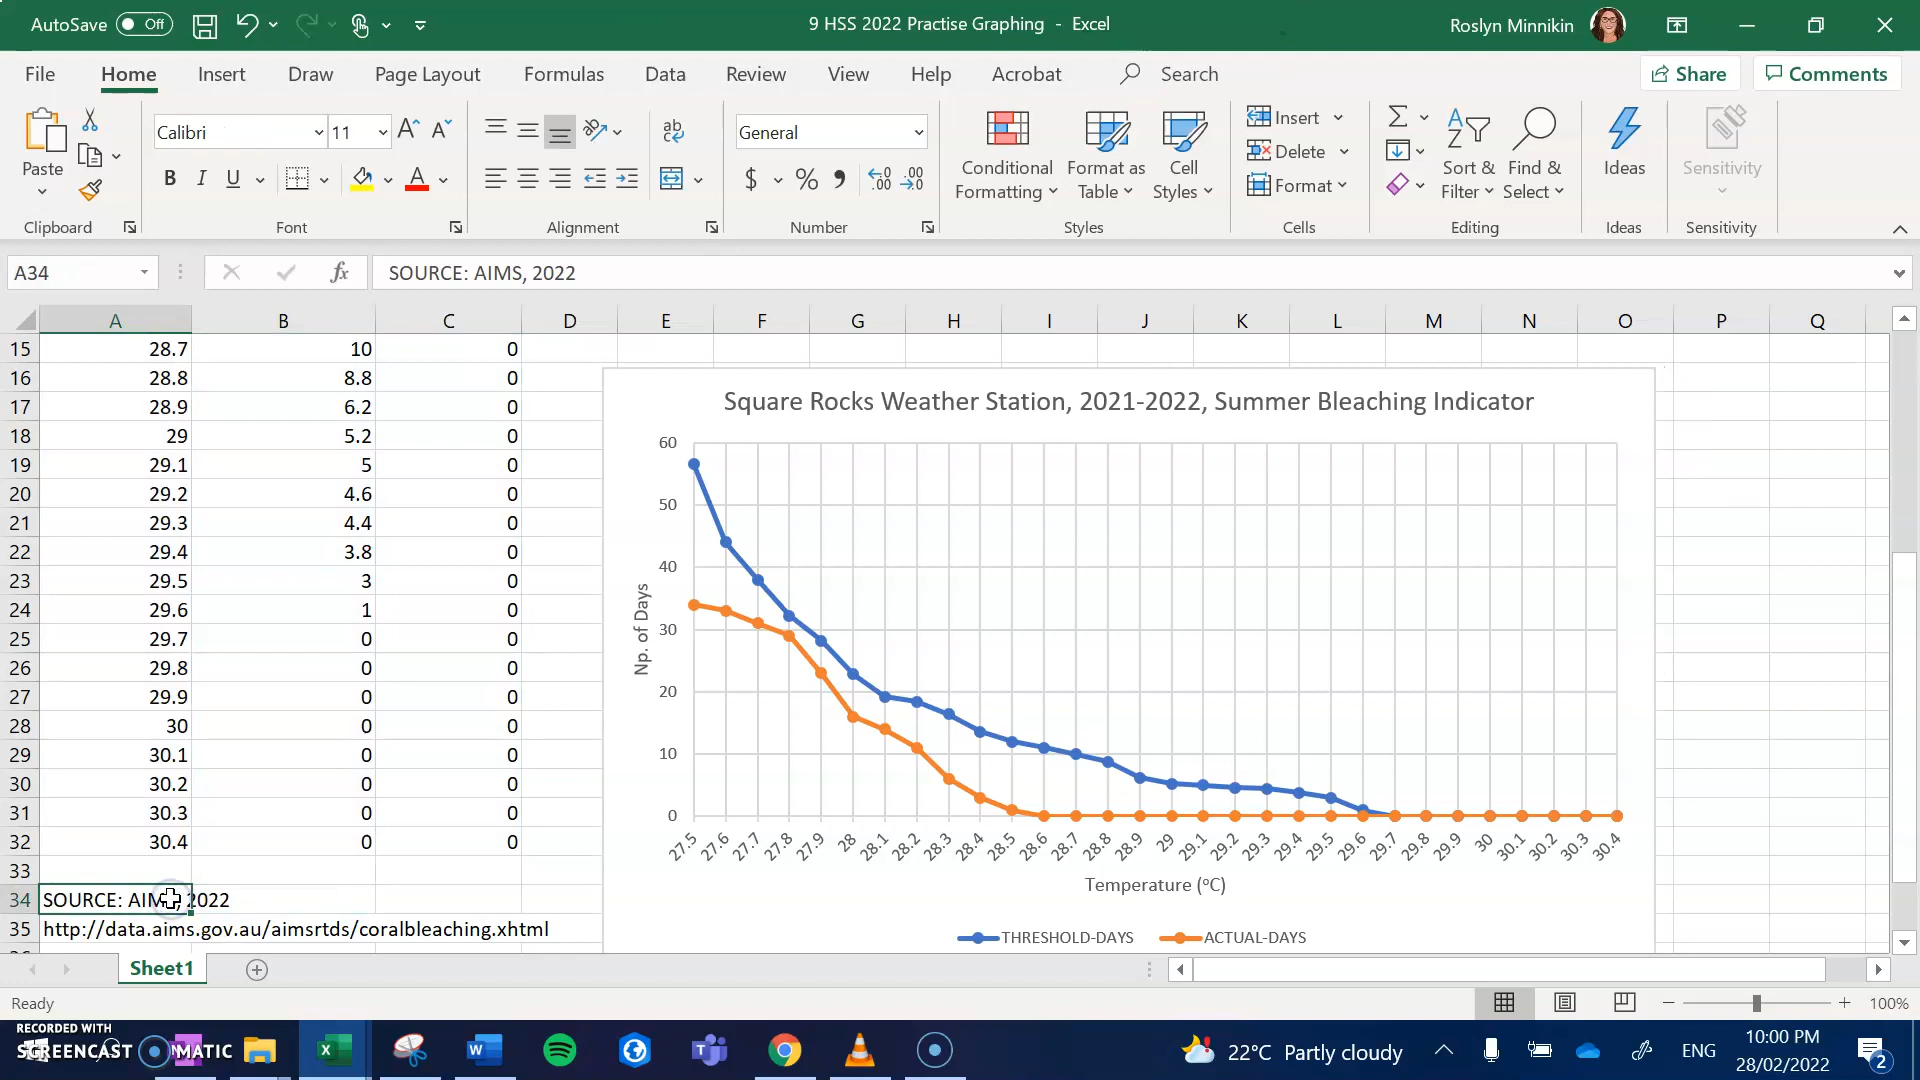 AutoSave Off
9 HSS 2022 Practise Graphing - Excel
Roslyn Minnikin
File Home Insert Draw Page Layout Formulas Data Review View Help Acrobat Search Share Comments
Paste
Calibri 11
B I U
ab c
General
$ % 9
Conditional Formatting
Format as Table
Cell Styles
Insert
Delete
Format
Sort & Filter
Find & Select
Ideas
Sensitivity
Clipboard Font Alignment Number Styles Cells Editing Ideas Sensitivity
A34 fx SOURCE: AIMS, 2022
A B C D E F G H I J K L M N O P Q
15 28.7 10 0
16 28.8 8.8 0
17 28.9 6.2 0
18 29 5.2 0
19 29.1 5 0
20 29.2 4.6 0
21 29.3 4.4 0
22 29.4 3.8 0
23 29.5 3 0
24 29.6 1 0
25 29.7 0 0
26 29.8 0 0
27 29.9 0 0
28 30 0 0
29 30.1 0 0
30 30.2 0 0
31 30.3 0 0
32 30.4 0 0
33
34 SOURCE: AIMS, 2022
35 http://data.aims.gov.au/aimsrtds/coralbleaching.xhtml
Square Rocks Weather Station, 2021-2022, Summer Bleaching Indicator
60
50
40
30
20
10
0
Np. of Days
27.5 27.6 27.7 27.8 27.9 28 28.1 28.2 28.3 28.4 28.5 28.6 28.7 28.8 28.9 29 29.1 29.2 29.3 29.4 29.5 29.6 29.7 29.8 29.9 30 30.1 30.2 30.3 30.4
Temperature (°C)
THRESHOLD-DAYS ACTUAL-DAYS
Sheet1
Ready
100%
RECORDED WITH
SCREENCAST MATIC
22°C Partly cloudy
ENG
10:00 PM
28/02/2022
2